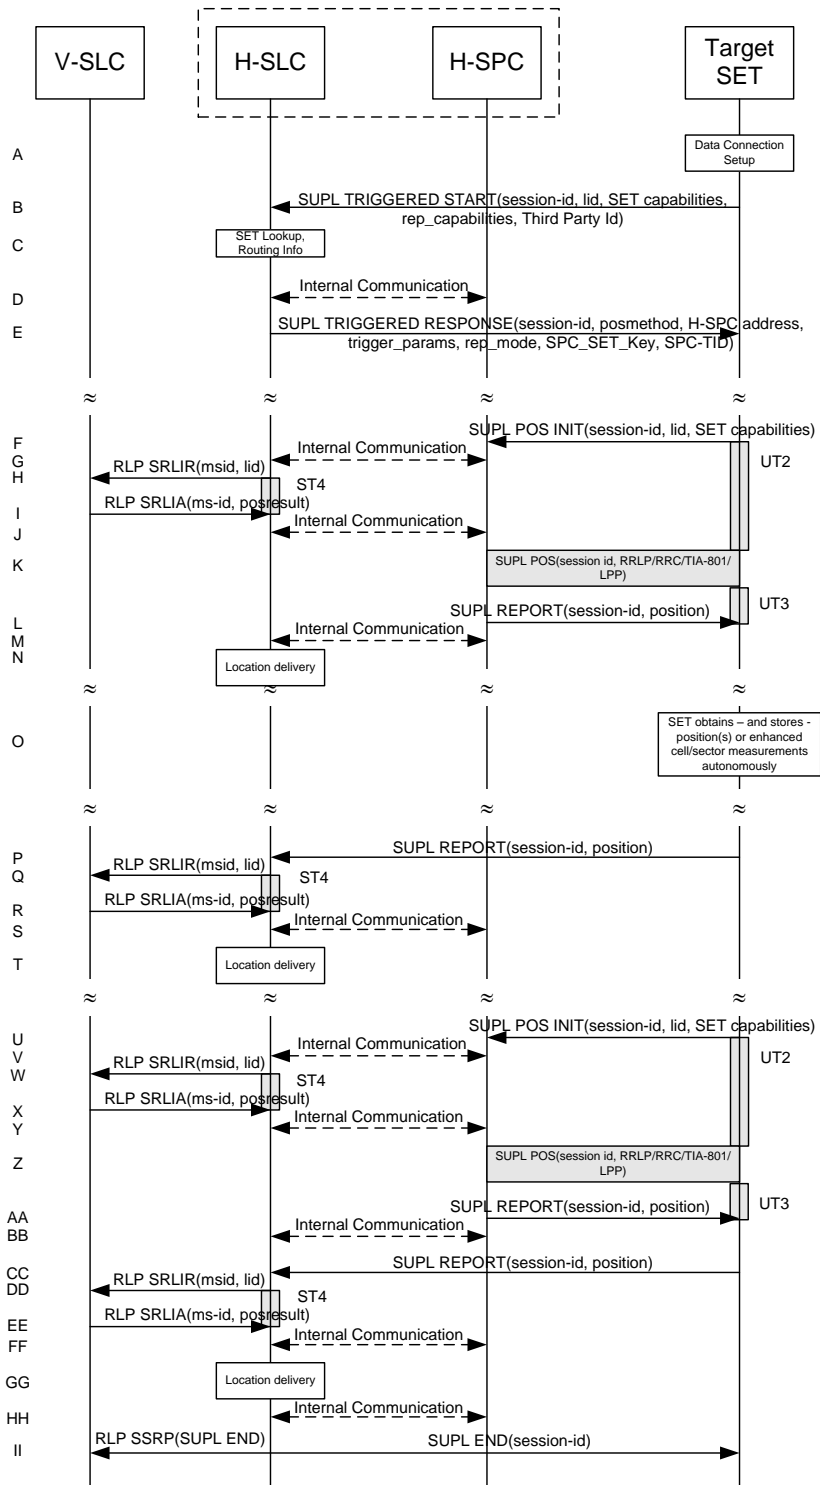 V-SLC
H-SLC
H-SPC
Target
SET
A
Data Connection
Setup
B
SUPL TRIGGERED START(session-id, lid, SET capabilities,
rep_capabilities, Third Party Id)
C
SET Lookup,
Routing Info
D
Internal Communication
E
SUPL TRIGGERED RESPONSE(session-id, posmethod, H-SPC address,
trigger_params, rep_mode, SPC_SET_Key, SPC-TID)
≈ ≈ ≈ ≈
F
SUPL POS INIT(session-id, lid, SET capabilities)
G
Internal Communication
UT2
H
RLP SRLIR(msid, lid)
ST4
I
RLP SRLIA(ms-id, posresult)
J
Internal Communication
K
SUPL POS(session id, RRLP/RRC/TIA-801/
LPP)
UT3
L
SUPL REPORT(session-id, position)
M
Internal Communication
N
Location delivery
≈ ≈ ≈ ≈
O
SET obtains – and stores -
position(s) or enhanced
cell/sector measurements
autonomously
≈ ≈ ≈ ≈
P
SUPL REPORT(session-id, position)
Q
RLP SRLIR(msid, lid)
ST4
R
RLP SRLIA(ms-id, posresult)
S
Internal Communication
T
Location delivery
≈ ≈ ≈ ≈
U
SUPL POS INIT(session-id, lid, SET capabilities)
V
Internal Communication
UT2
W
RLP SRLIR(msid, lid)
ST4
X
RLP SRLIA(ms-id, posresult)
Y
Internal Communication
Z
SUPL POS(session id, RRLP/RRC/TIA-801/
LPP)
UT3
AA
SUPL REPORT(session-id, position)
BB
Internal Communication
CC
SUPL REPORT(session-id, position)
DD
RLP SRLIR(msid, lid)
ST4
EE
RLP SRLIA(ms-id, posresult)
FF
Internal Communication
GG
Location delivery
HH
Internal Communication
II
RLP SSRP(SUPL END)
SUPL END(session-id)